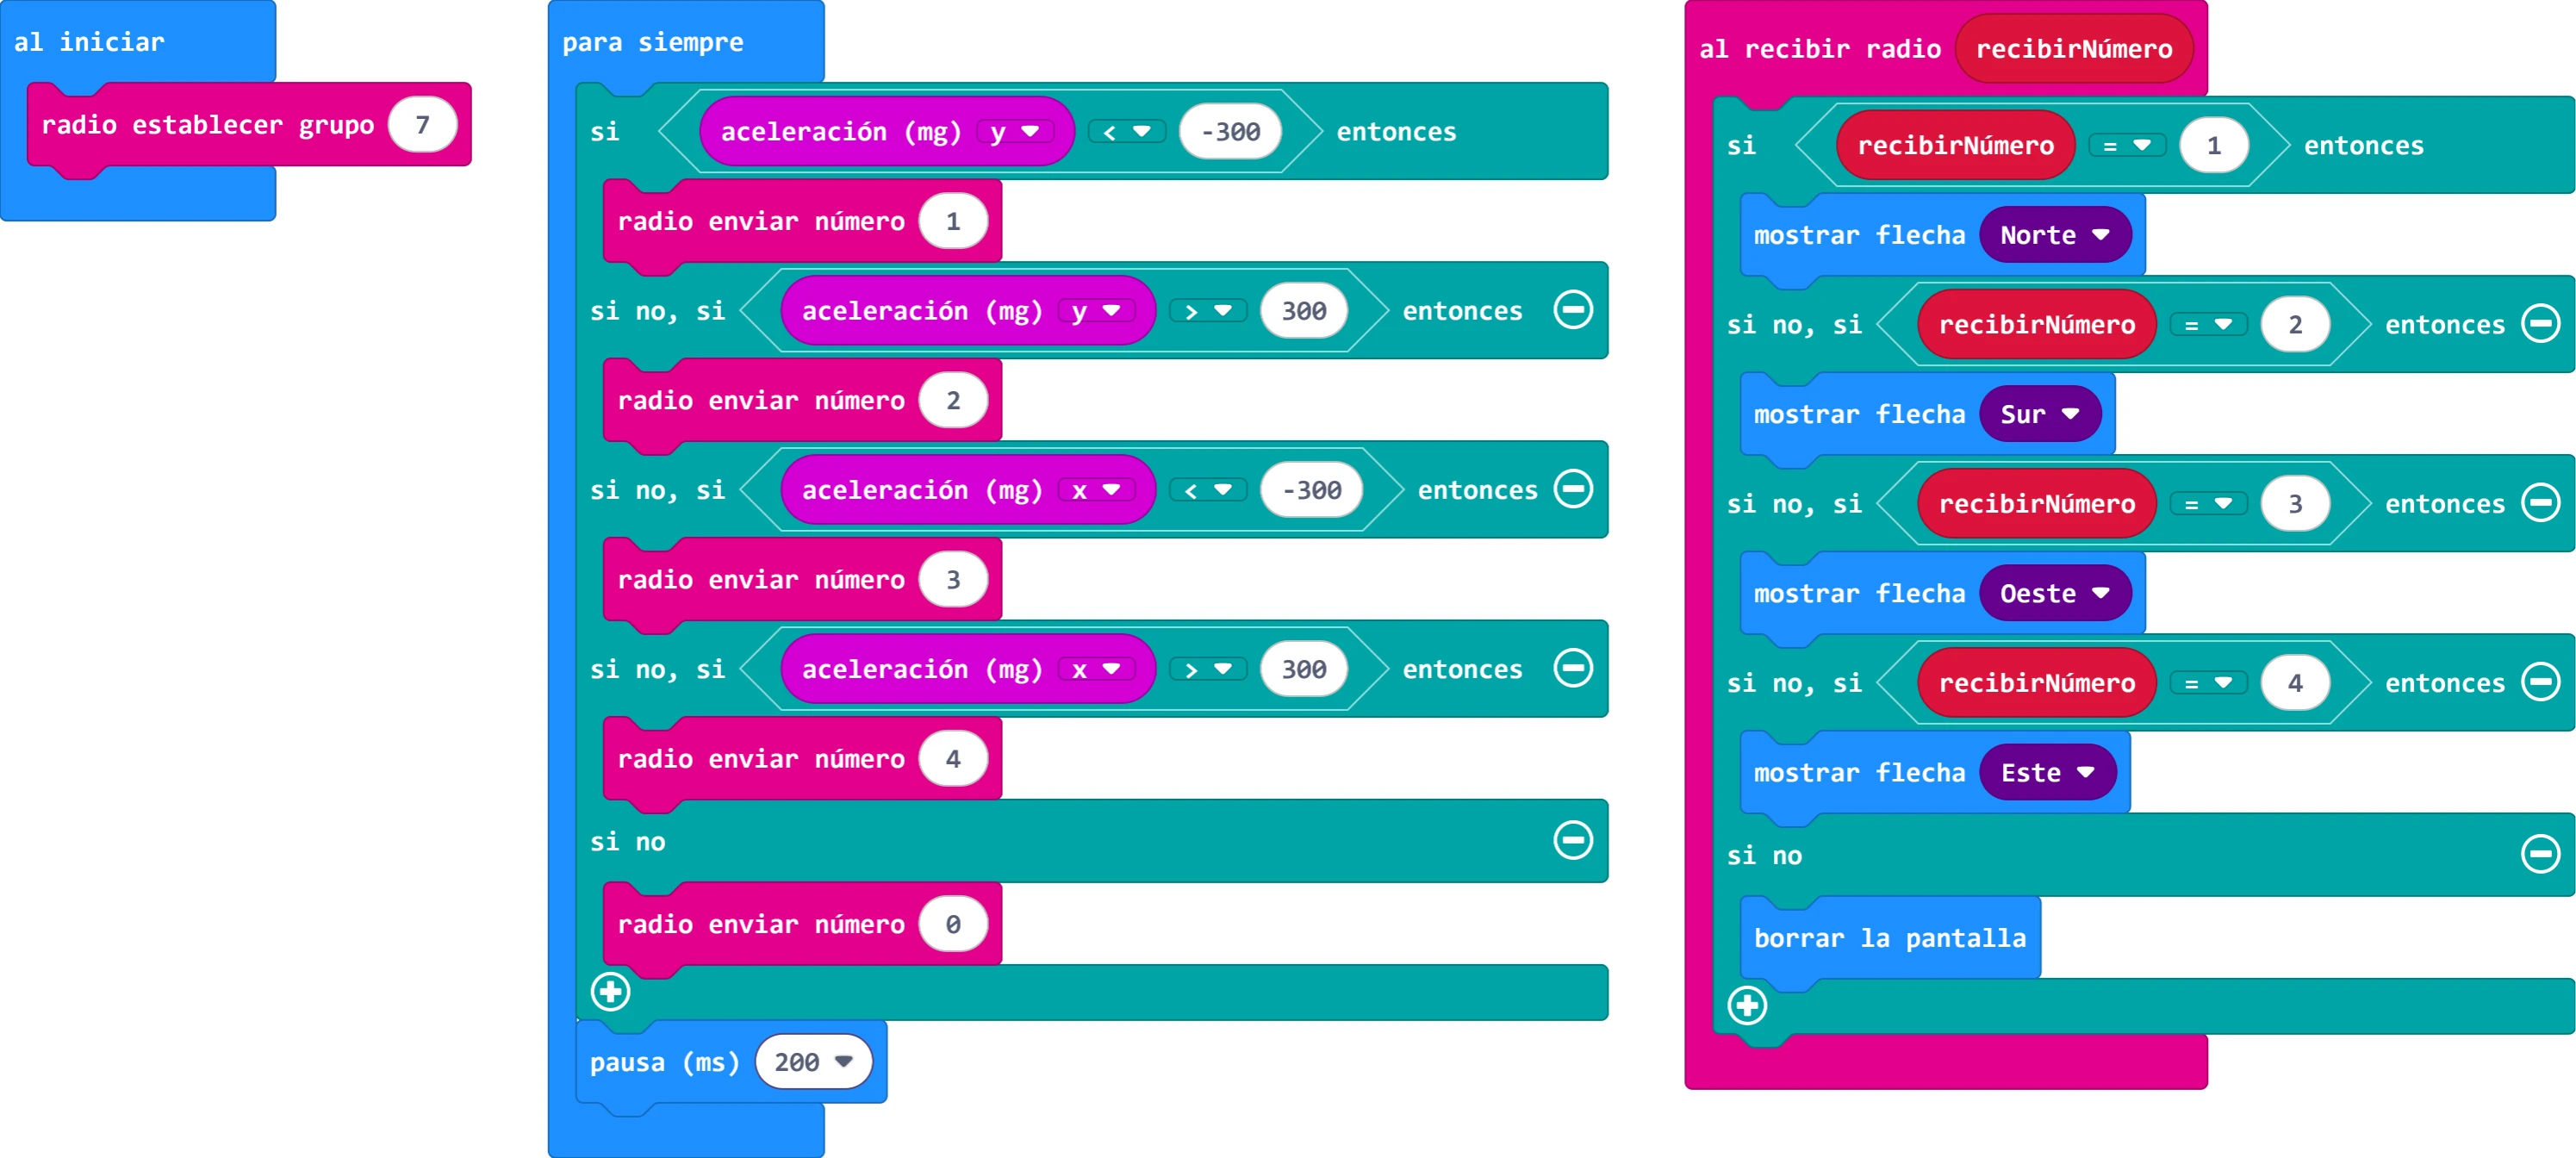 al iniciar
radio establecer grupo 7
para siempre
si aceleración (mg) y < -300 entonces
radio enviar número 1
si no, si aceleración (mg) y > 300 entonces
radio enviar número 2
si no, si aceleración (mg) x < -300 entonces
radio enviar número 3
si no, si aceleración (mg) x > 300 entonces
radio enviar número 4
si no
radio enviar número 0
pausa (ms) 200
al recibir radio recibirNúmero
si recibirNúmero = 1 entonces
mostrar flecha Norte
si no, si recibirNúmero = 2 entonces
mostrar flecha Sur
si no, si recibirNúmero = 3 entonces
mostrar flecha Oeste
si no, si recibirNúmero = 4 entonces
mostrar flecha Este
si no
borrar la pantalla